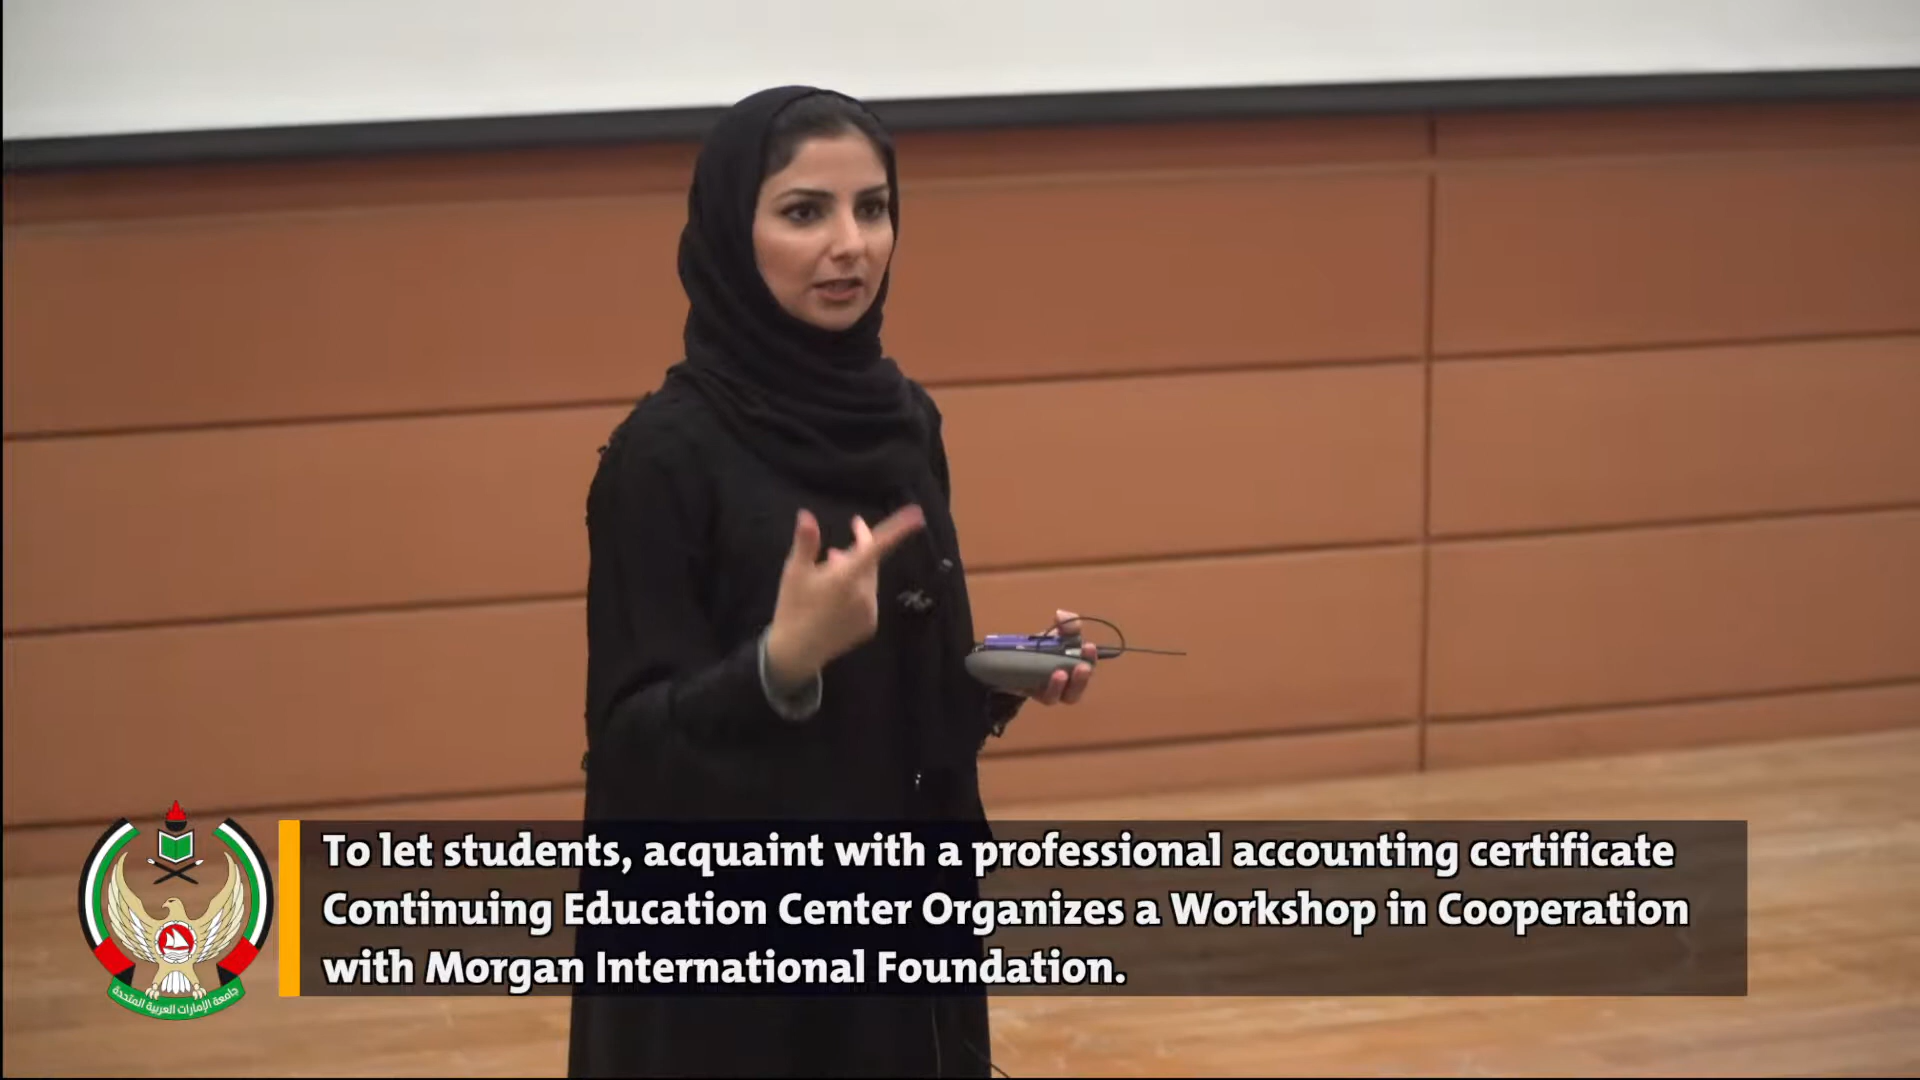 To let students, acquaint with a professional accounting certificate
Continuing Education Center Organizes a Workshop in Cooperation
with Morgan International Foundation.
جامعة الإمارات العربية المتحدة